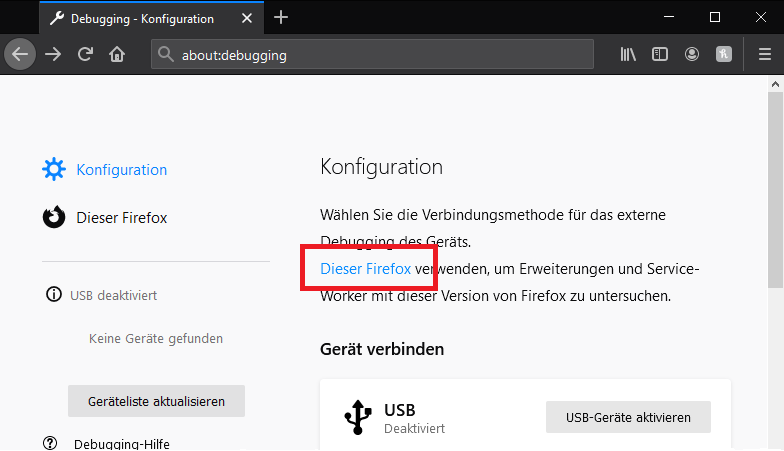 Debugging - Konfiguration
about:debugging
Konfiguration
Dieser Firefox
USB deaktiviert
Keine Geräte gefunden
Geräteliste aktualisieren
Debugging-Hilfe
Konfiguration
Wählen Sie die Verbindungsmethode für das externe
Debugging des Geräts.
Dieser Firefox verwenden, um Erweiterungen und Service-
Worker mit dieser Version von Firefox zu untersuchen.
Gerät verbinden
USB
Deaktiviert
USB-Geräte aktivieren